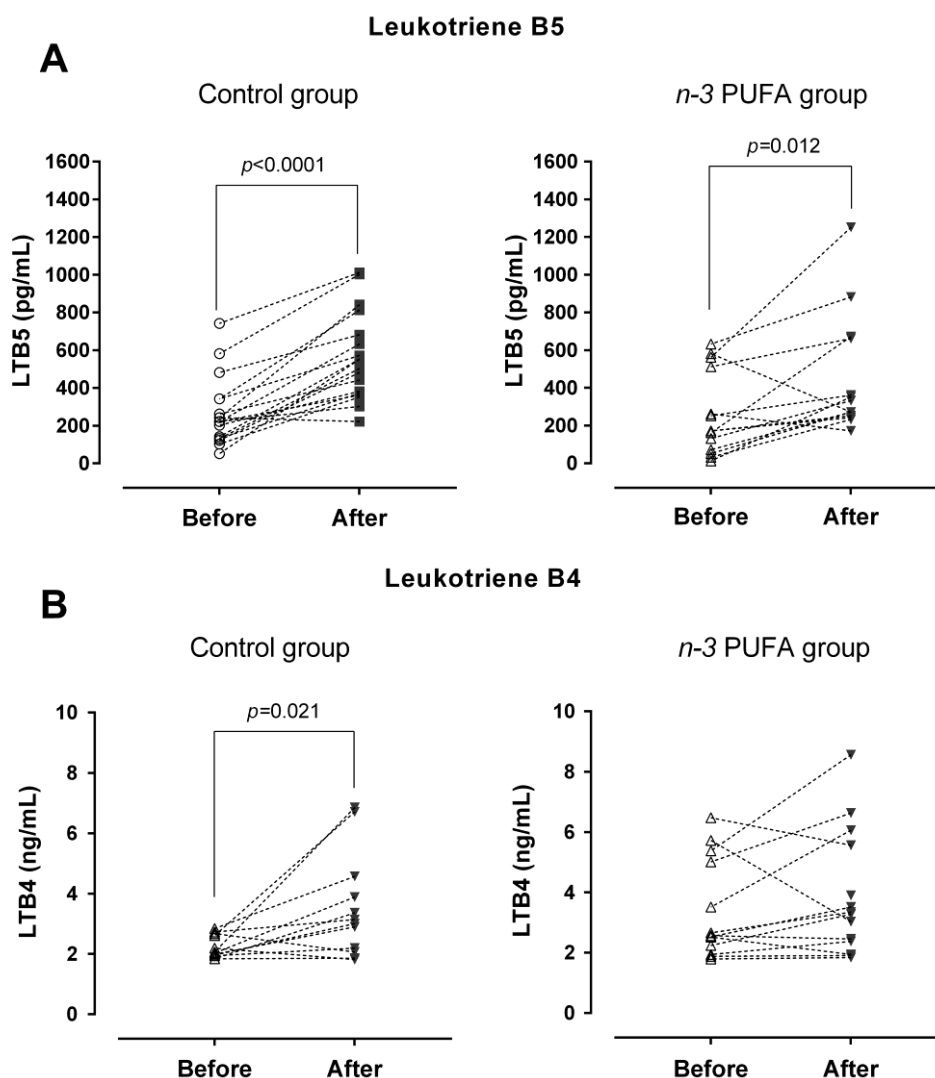 Leukotriene B5
A
Control group
n-3 PUFA group
p<0.0001
p=0.012
LTB5 (pg/mL)
1600
1400
1200
1000
800
600
400
200
0
Before
After
LTB5 (pg/mL)
1600
1400
1200
1000
800
600
400
200
0
Before
After
Leukotriene B4
B
Control group
n-3 PUFA group
p=0.021
LTB4 (ng/mL)
10
8
6
4
2
0
Before
After
LTB4 (ng/mL)
10
8
6
4
2
0
Before
After